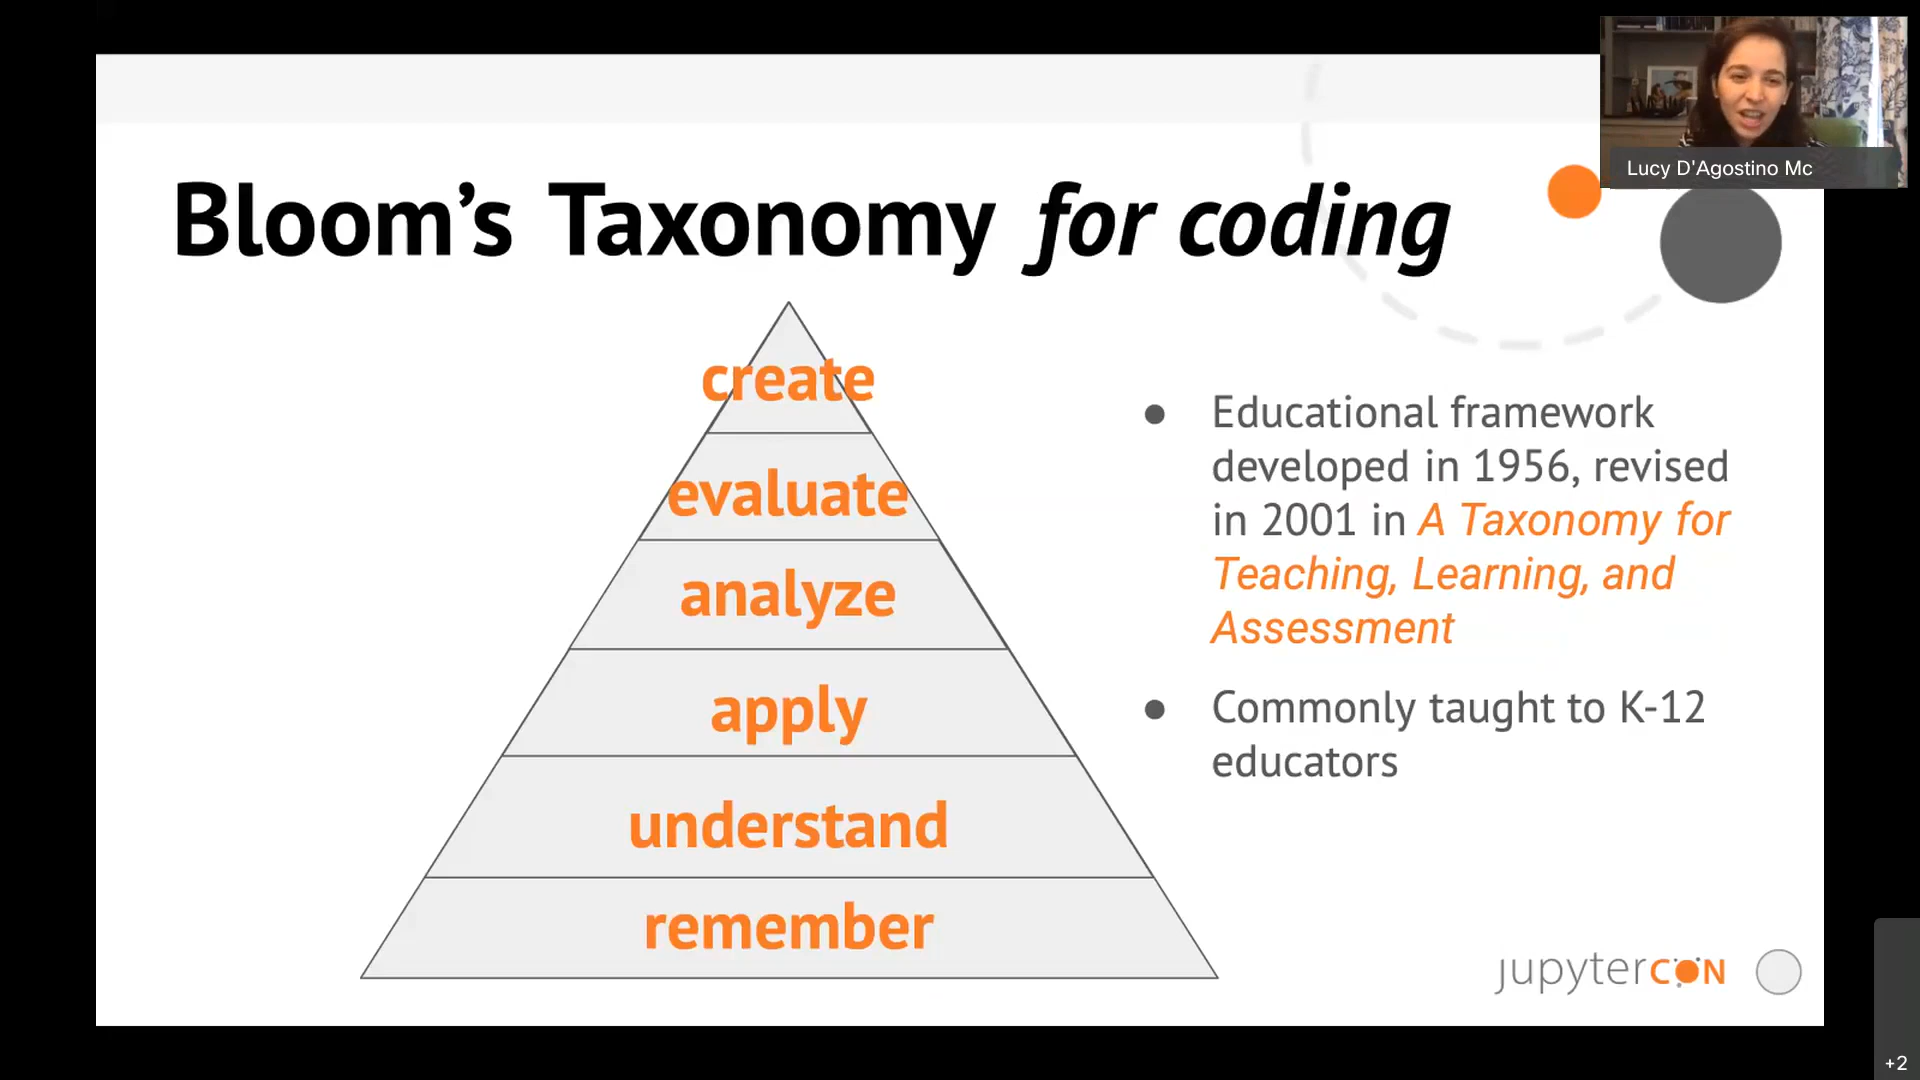 Lucy D'Agostino Mc
Bloom's Taxonomy for coding
create
evaluate
analyze
apply
understand
remember
● Educational framework
developed in 1956, revised
in 2001 in A Taxonomy for
Teaching, Learning, and
Assessment
● Commonly taught to K-12
educators
jupytercon
+2